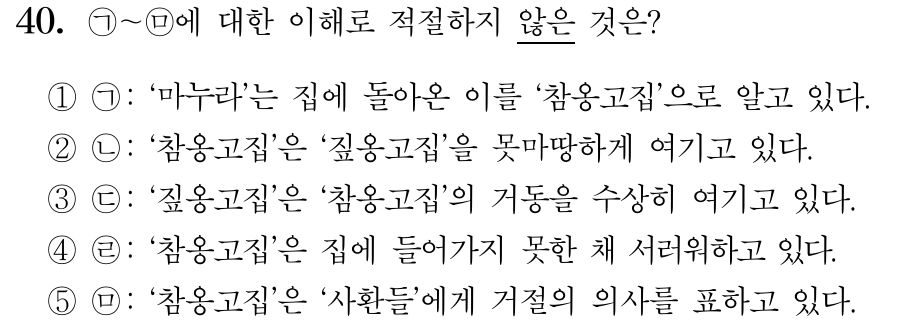 40. ㉠~㉤에 대한 이해로 적절하지 않은 것은?
① ㉠: ‘마누라’는 집에 돌아온 이를 ‘참옹고집’으로 알고 있다.
② ㉡: ‘참옹고집’은 ‘짚옹고집’을 못마땅하게 여기고 있다.
③ ㉢: ‘짚옹고집’은 ‘참옹고집’의 거동을 수상히 여기고 있다.
④ ㉣: ‘참옹고집’은 집에 들어가지 못한 채 서러워하고 있다.
⑤ ㉤: ‘참옹고집’은 ‘사환들’에게 거절의 의사를 표하고 있다.